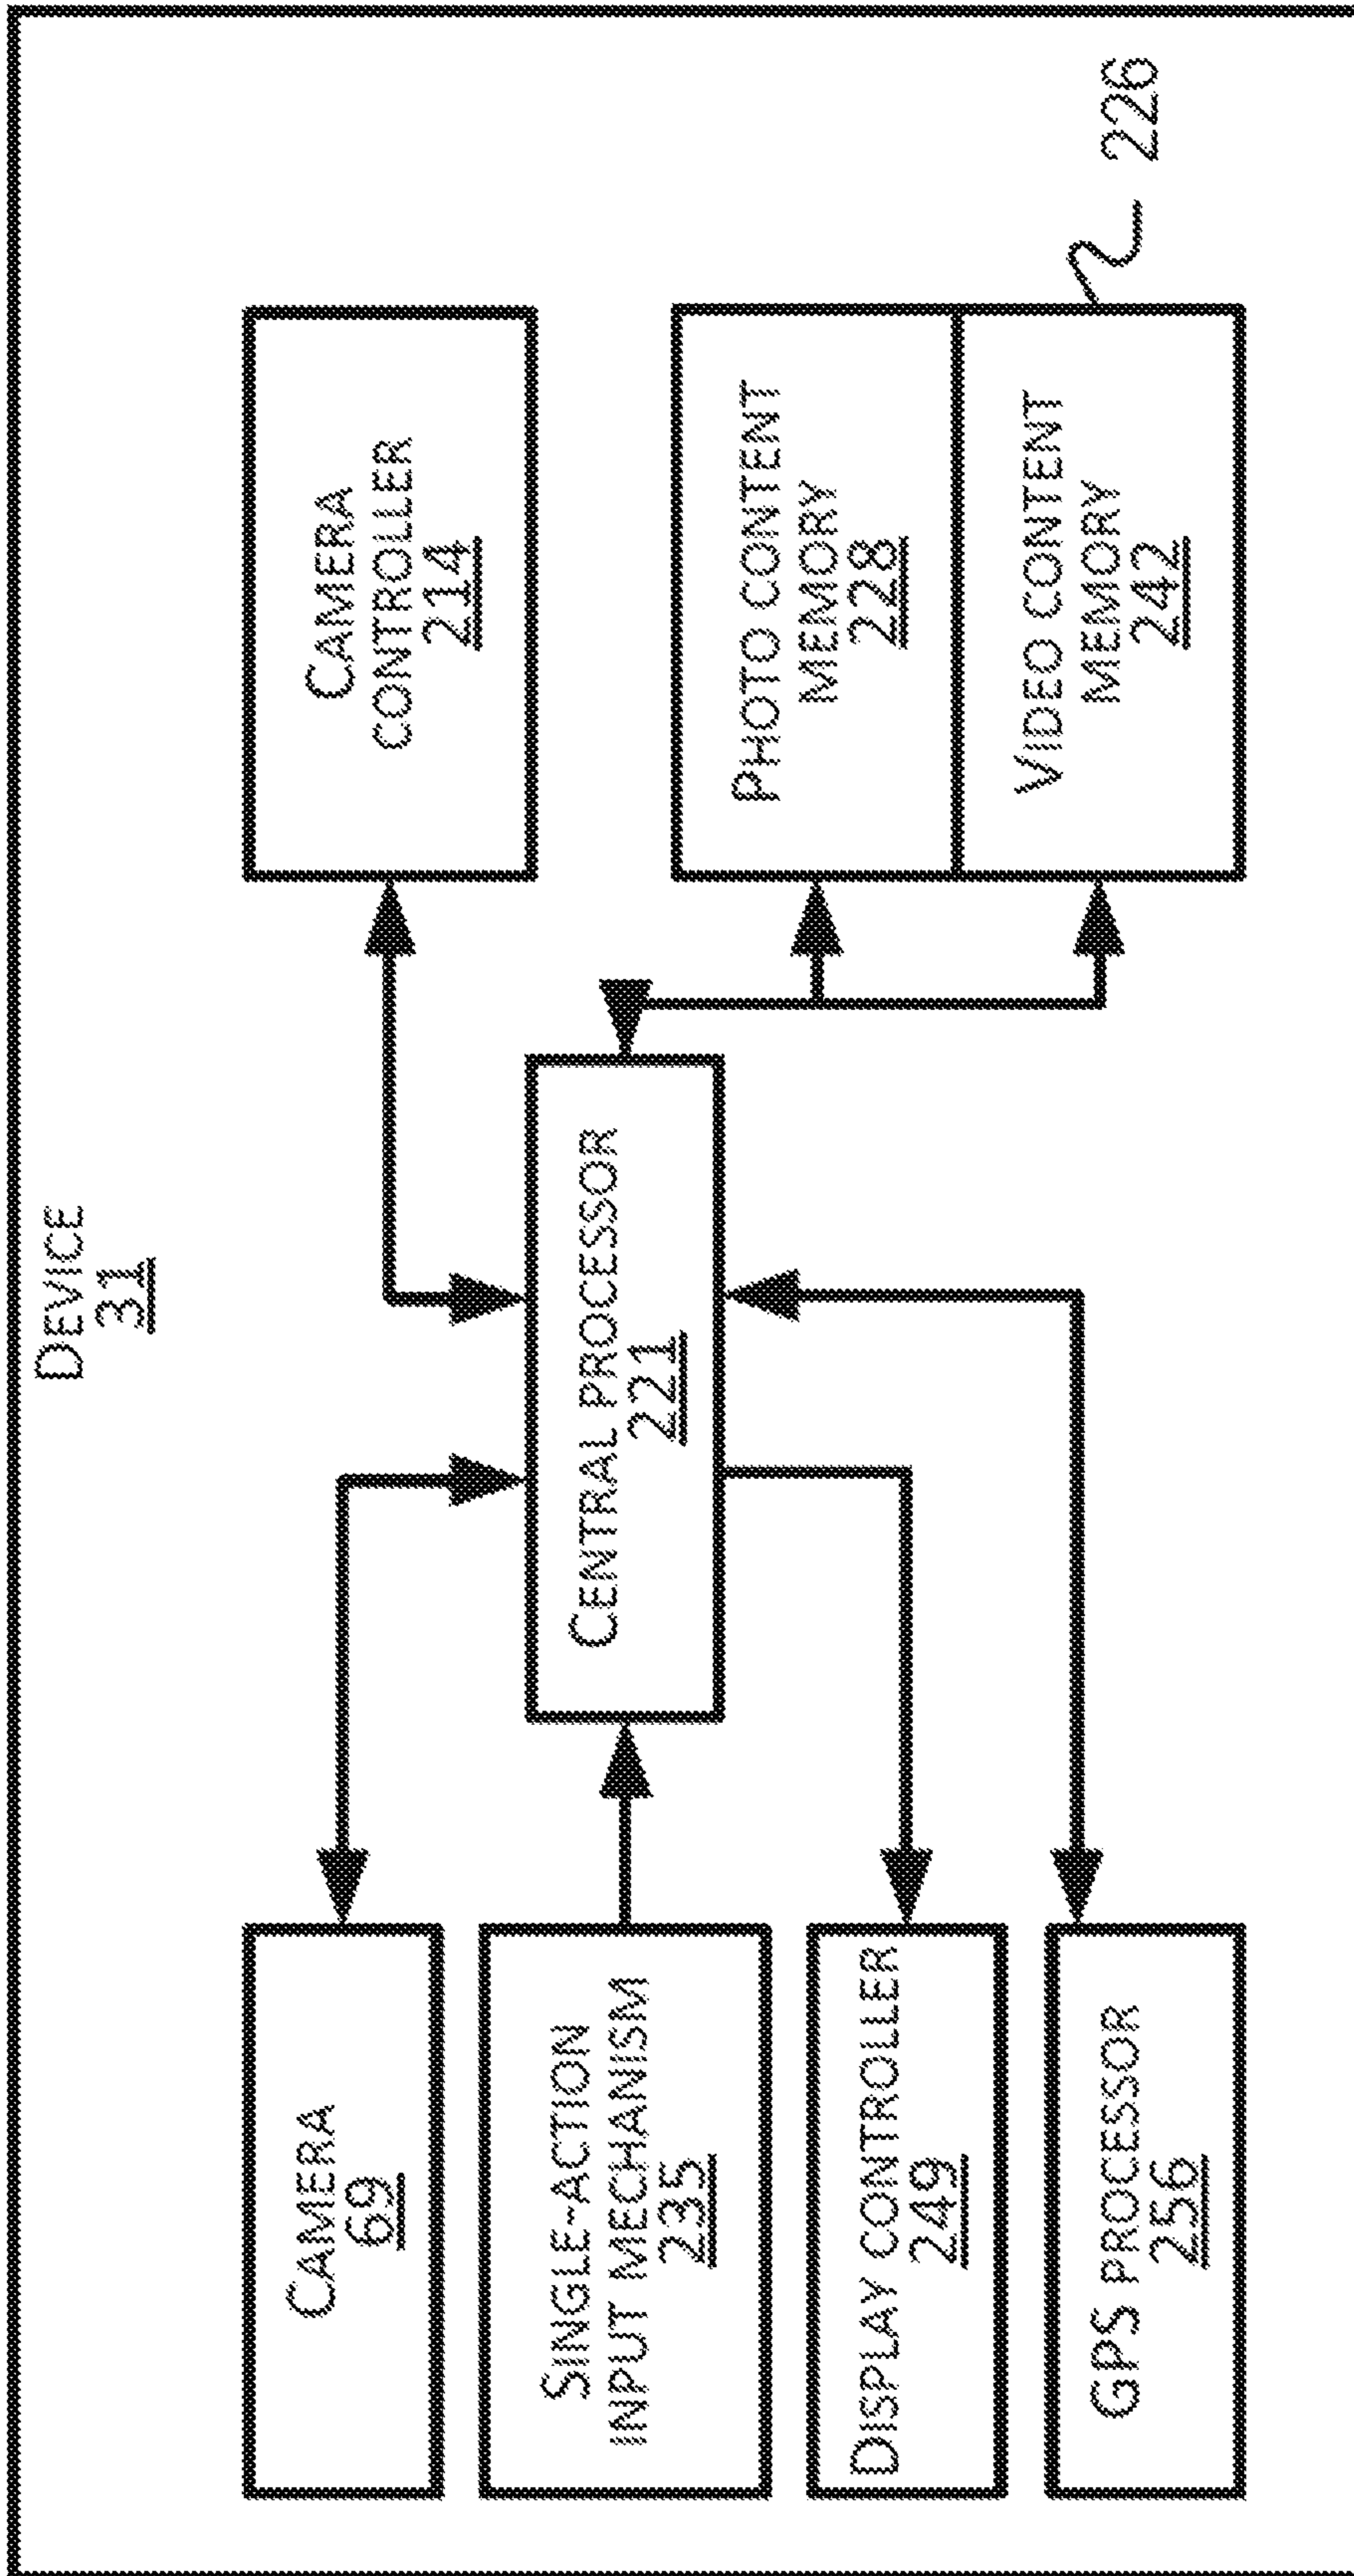 Device
31
Camera
69
Single-action
input mechanism
235
Display controller
249
GPS processor
256
Central processor
221
Camera
controller
214
Photo content
memory
228
Video content
memory
242
226